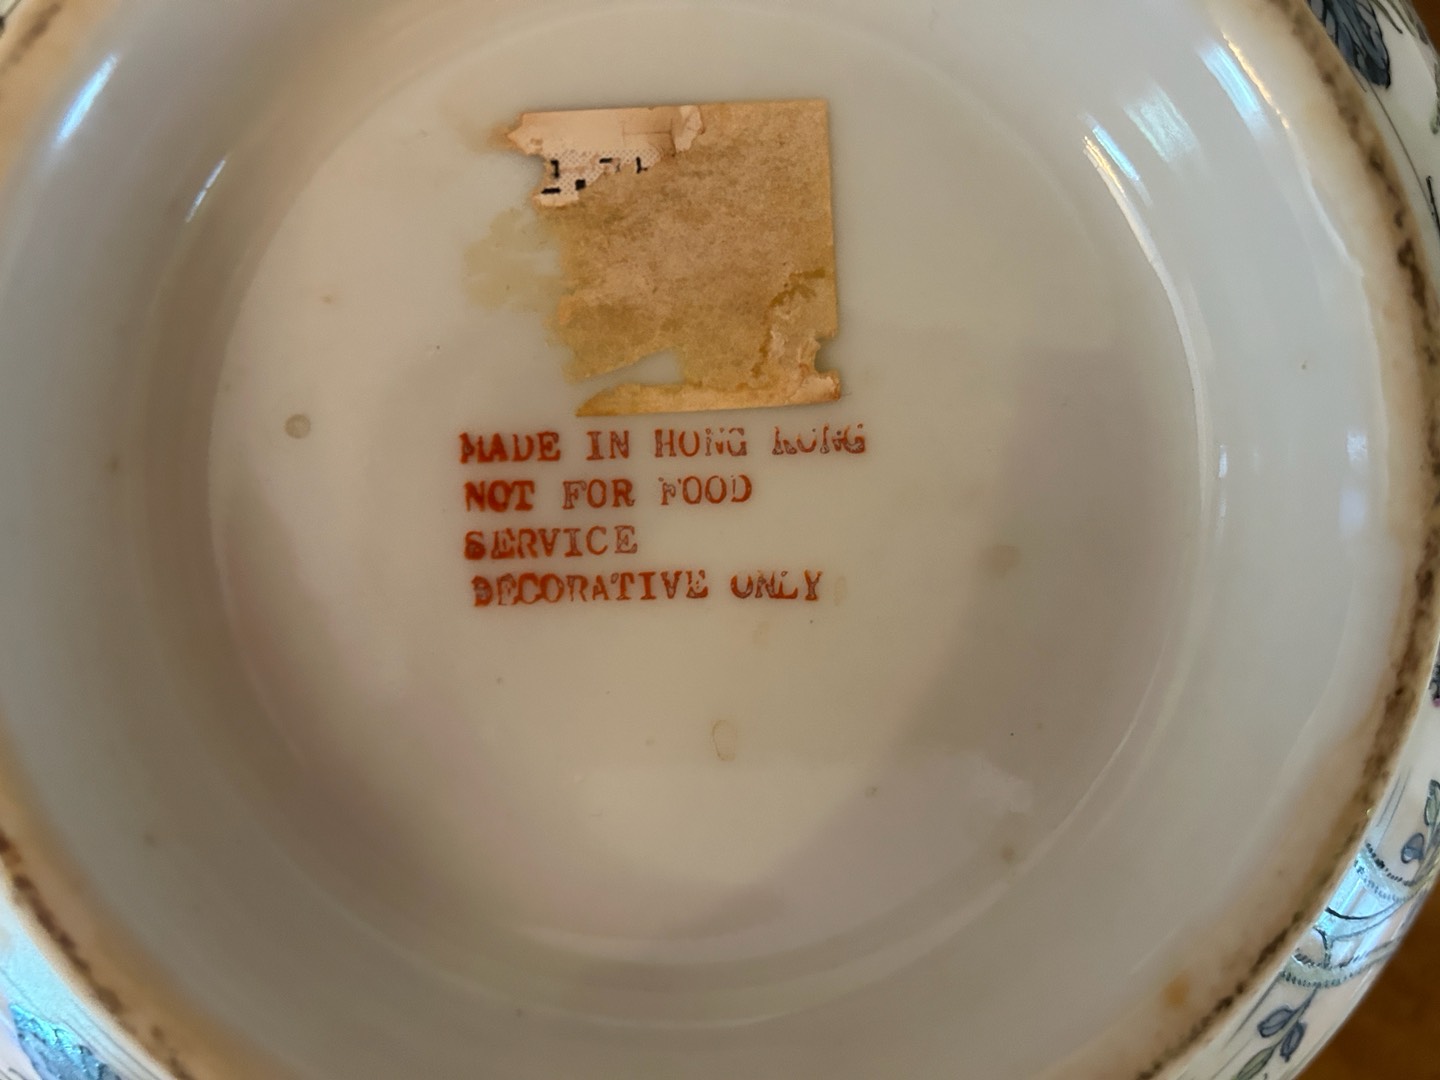 MADE IN HONG KONG
NOT FOR FOOD
SERVICE
DECORATIVE ONLY